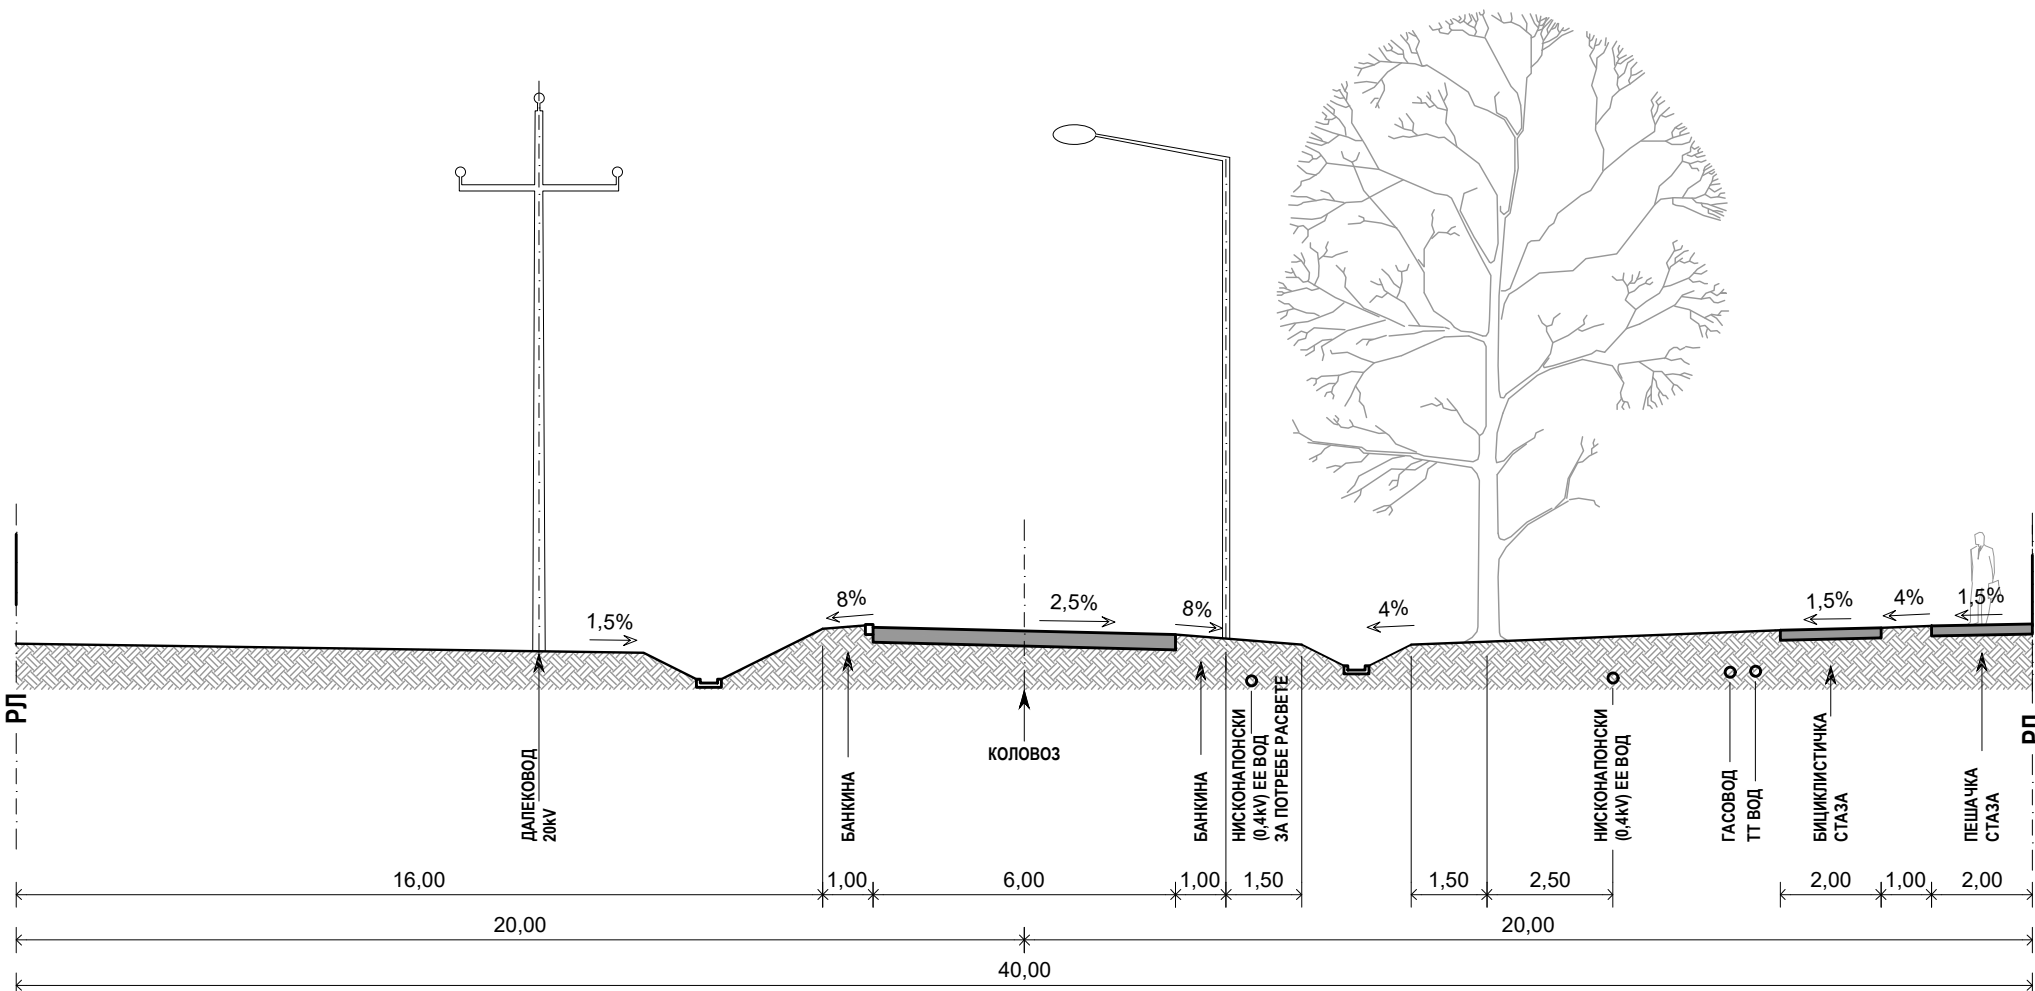 1,5%
8%
2,5%
8%
4%
1,5%
4%
1,5%
РЛ
РЛ
ДАЛЕКОВОД
20kV
БАНКИНА
КОЛОВОЗ
БАНКИНА
НИСКОНАПОНСКИ
(0,4kV) ЕЕ ВОД
ЗА ПОТРЕБЕ РАСВЕТЕ
НИСКОНАПОНСКИ
(0,4kV) ЕЕ ВОД
ГАСОВОД
ТТ ВОД
БИЦИКЛИСТИЧКА
СТАЗА
ПЕШАЧКА
СТАЗА
16,00
1,00
6,00
1,00
1,50
1,50
2,50
2,00
1,00
2,00
20,00
20,00
40,00